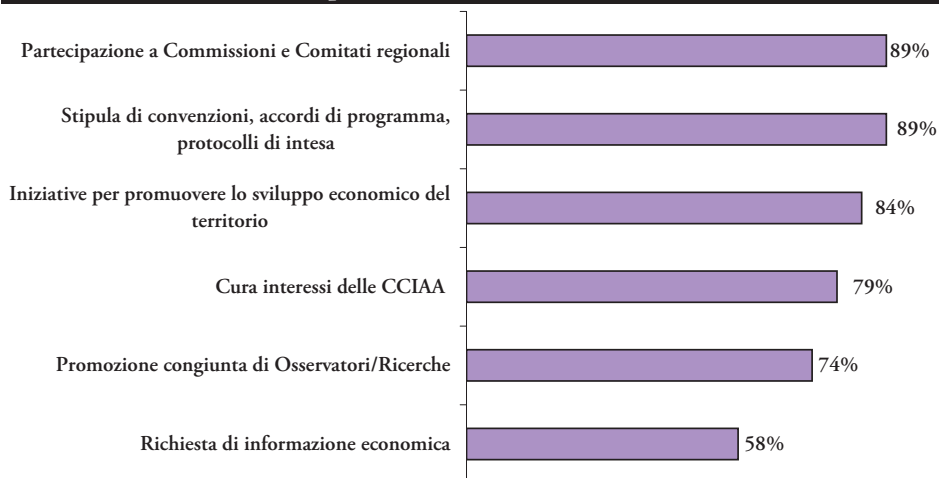 Partecipazione a Commissioni e Comitati regionali
89%
Stipula di convenzioni, accordi di programma,
protocolli di intesa
89%
Iniziative per promuovere lo sviluppo economico del
territorio
84%
Cura interessi delle CCIAA
79%
Promozione congiunta di Osservatori/Ricerche
74%
Richiesta di informazione economica
58%